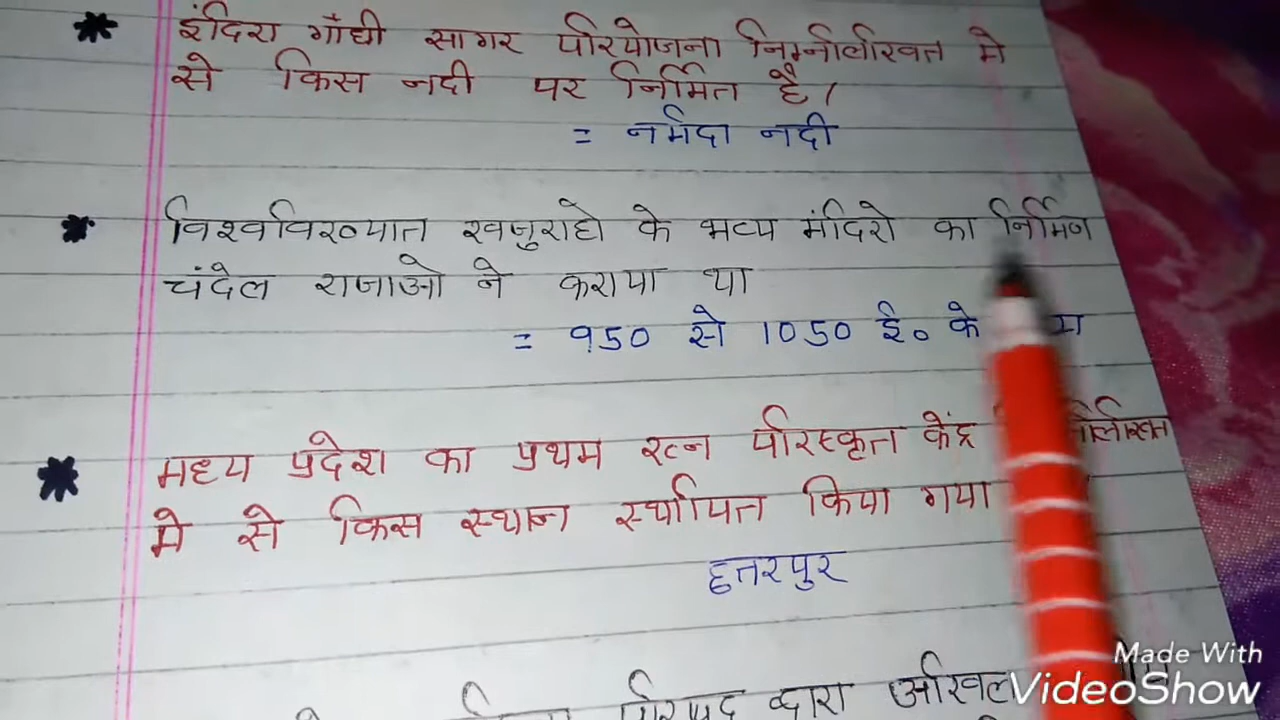 इंदिरा गाँधी सागर परियोजना निम्नलिखित मे
से किस नदी पर निर्मित है।
= नर्मदा नदी
विश्वविख्यात खजुराहो के भव्य मंदिरो का निर्माण
चंदेल राजाओ ने कराया था
= 950 से 1050 ई० के
मध्य प्रदेश का प्रथम रत्न परिस्कृत केंद्र
मे से किस स्थान स्थापित किया गया
छतरपुर
द्वारा अखिल
Made With
VideoShow